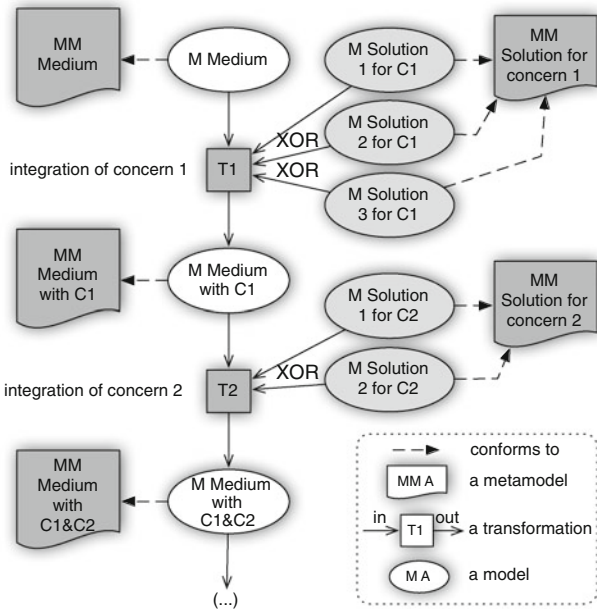 MM
Medium
M Medium
M Solution
1 for C1
MM
Solution for
concern 1
M Solution
2 for C1
XOR
integration of concern 1
T1
XOR
M Solution
3 for C1
MM
Medium
with C1
M Medium
with C1
M Solution
1 for C2
MM
Solution for
concern 2
M Solution
2 for C2
XOR
integration of concern 2
T2
MM
Medium
with
C1&C2
M Medium
with
C1&C2
(...)
conforms to
MM A
a metamodel
in
T1
out
a transformation
M A
a model